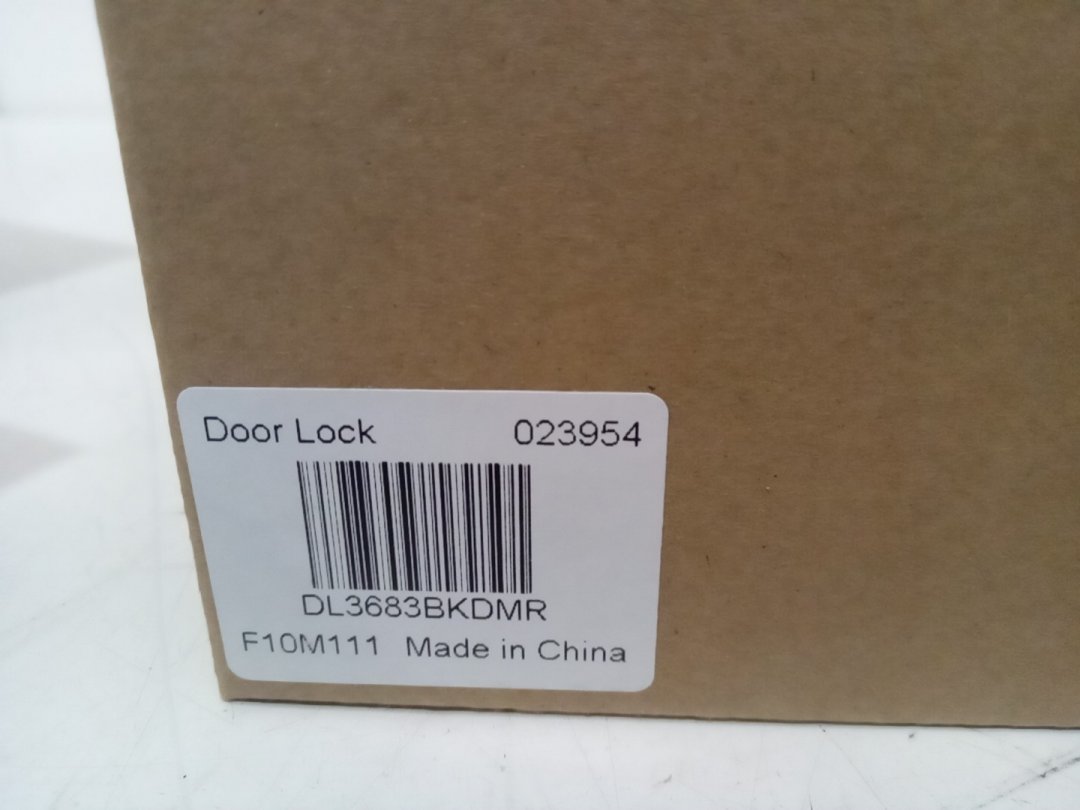 Door Lock 023954
DL3683BKDMR
F10M111 Made in China